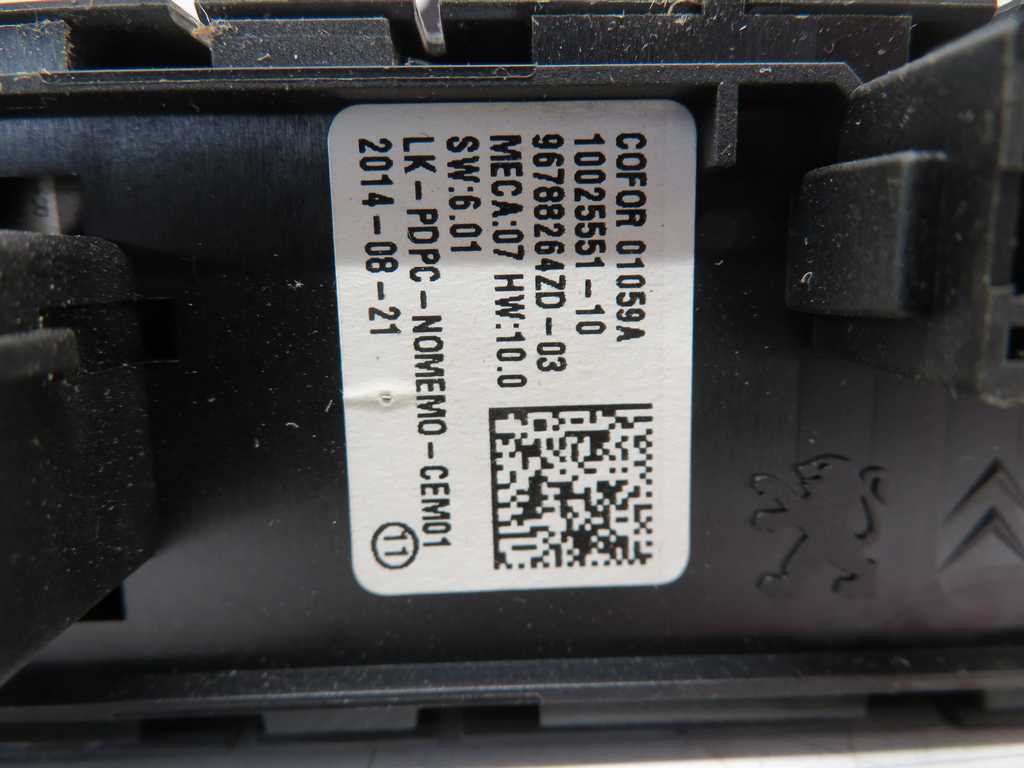 COFOR 01059A
10025551-10
96788264ZD-03
MECA:07 HW:10.0
SW:6.01
LK-PDPC-NOMEMO-CEM01
2014-08-21
11